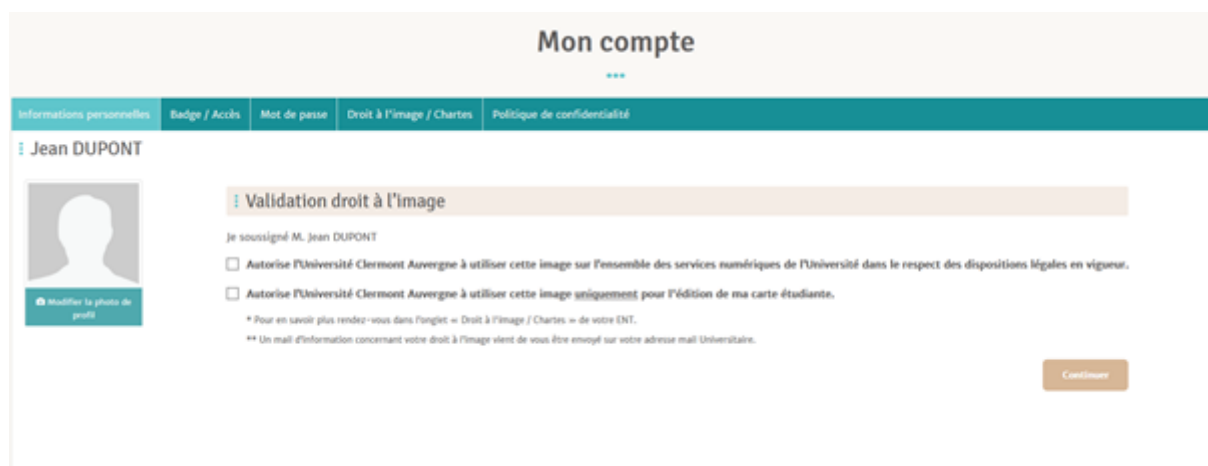 Mon compte
Informations personnelles
Badge / Accès
Mot de passe
Droit à l'image / Chartes
Politique de confidentialité
Jean DUPONT
Modifier la photo de
profil
Validation droit à l'image
Je soussigné M. Jean DUPONT
Autorise l'Université Clermont Auvergne à utiliser cette image sur l'ensemble des services numériques de l'Université dans le respect des dispositions légales en vigueur.
Autorise l'Université Clermont Auvergne à utiliser cette image uniquement pour l'édition de ma carte étudiante.
* Pour en savoir plus rendez-vous dans l'onglet « Droit à l'image / Chartes » de votre ENT.
** Un mail d'information concernant votre droit à l'image vient de vous être envoyé sur votre adresse mail Universitaire.
Continuer